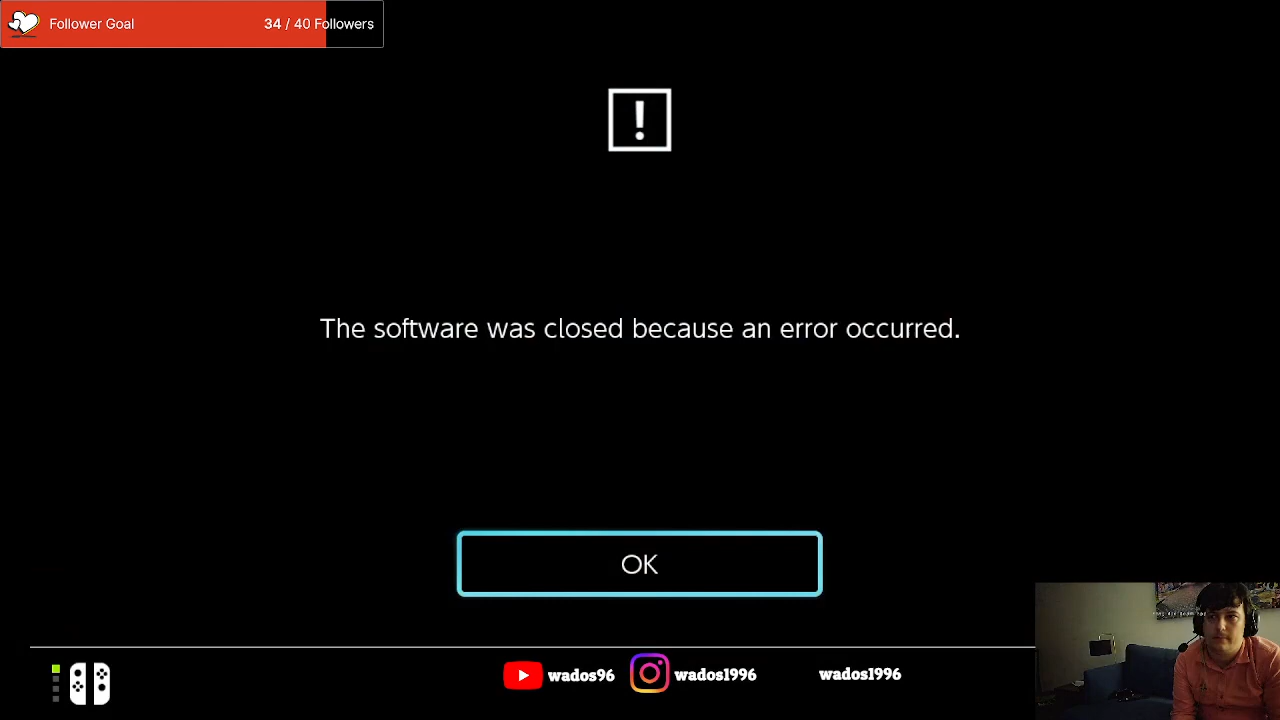 Follower Goal
34 / 40 Followers
!
The software was closed because an error occurred.
OK
wados96
wados1996
wados1996